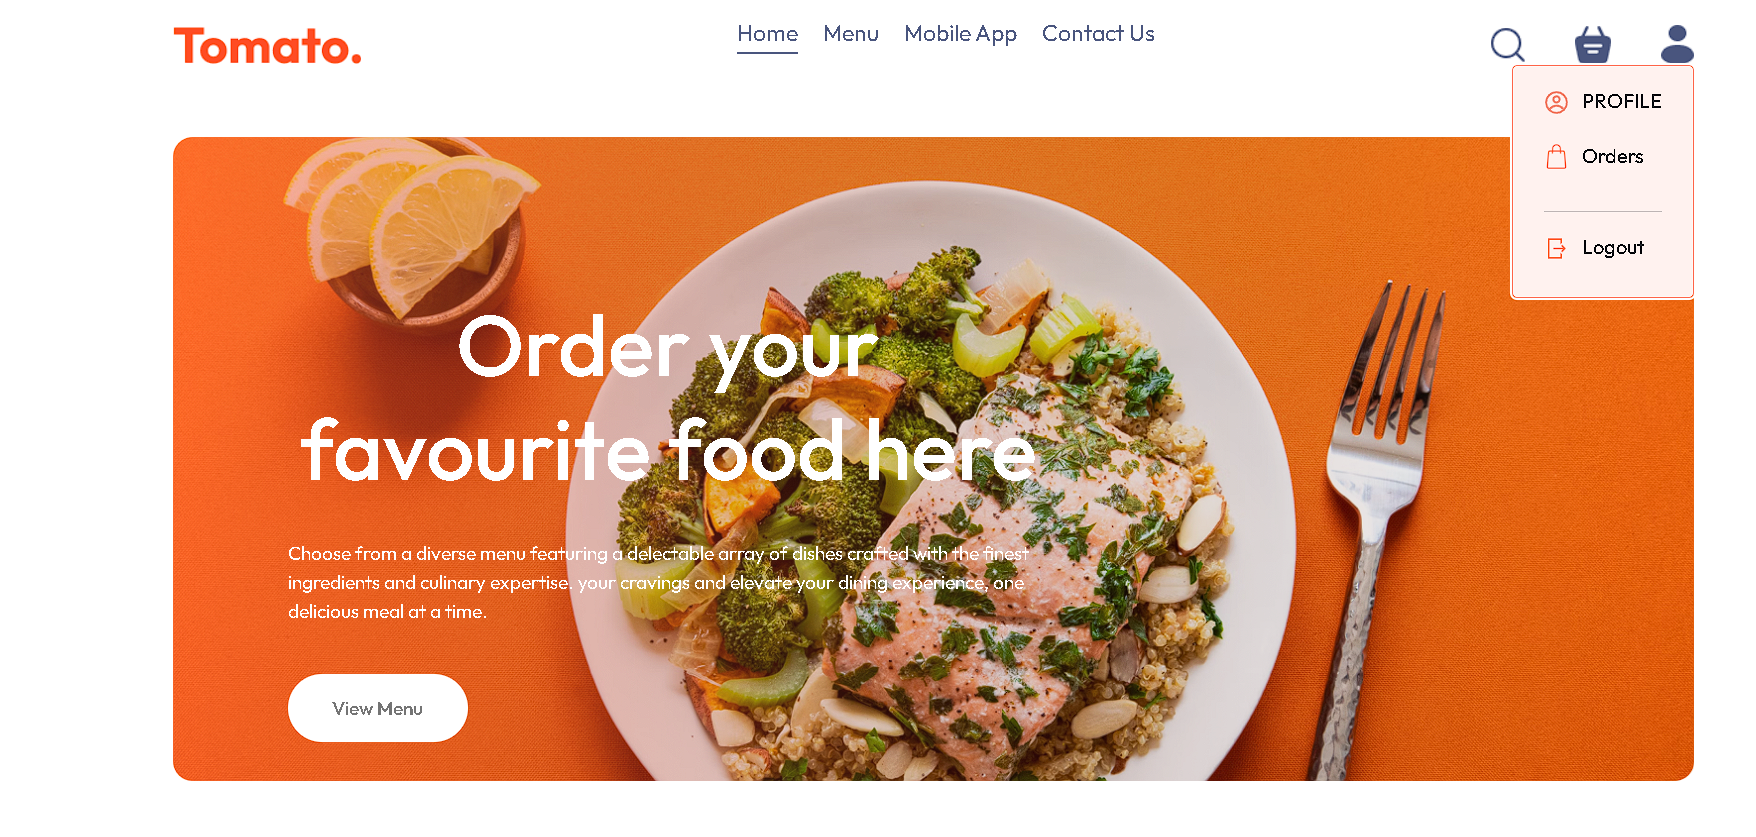 Tomato.
Home Menu Mobile App Contact Us
PROFILE
Orders
Logout
Order your
favourite food here
Choose from a diverse menu featuring a delectable array of dishes crafted with the finest
ingredients and culinary expertise. your cravings and elevate your dining experience, one
delicious meal at a time.
View Menu